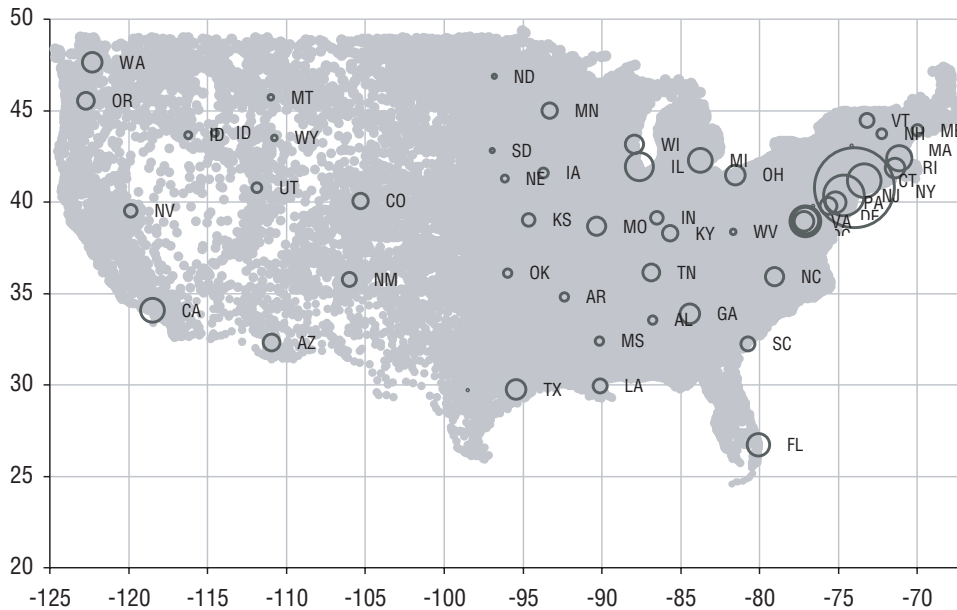 50
WA
ND
MT
OR
MN
VT
ME
45
ID
ID
WY
NH
WI
MA
SD
IL
MI
RI
NE
IA
OH
CT
UT
NY
CO
NJ
40
NV
PA
KS
IN
DE
MO
KY
WV
VA
NM
OK
TN
NC
35
CA
AR
AL
GA
AZ
MS
SC
30
TX
LA
FL
25
20
-125 -120 -115 -110 -105 -100 -95 -90 -85 -80 -75 -70